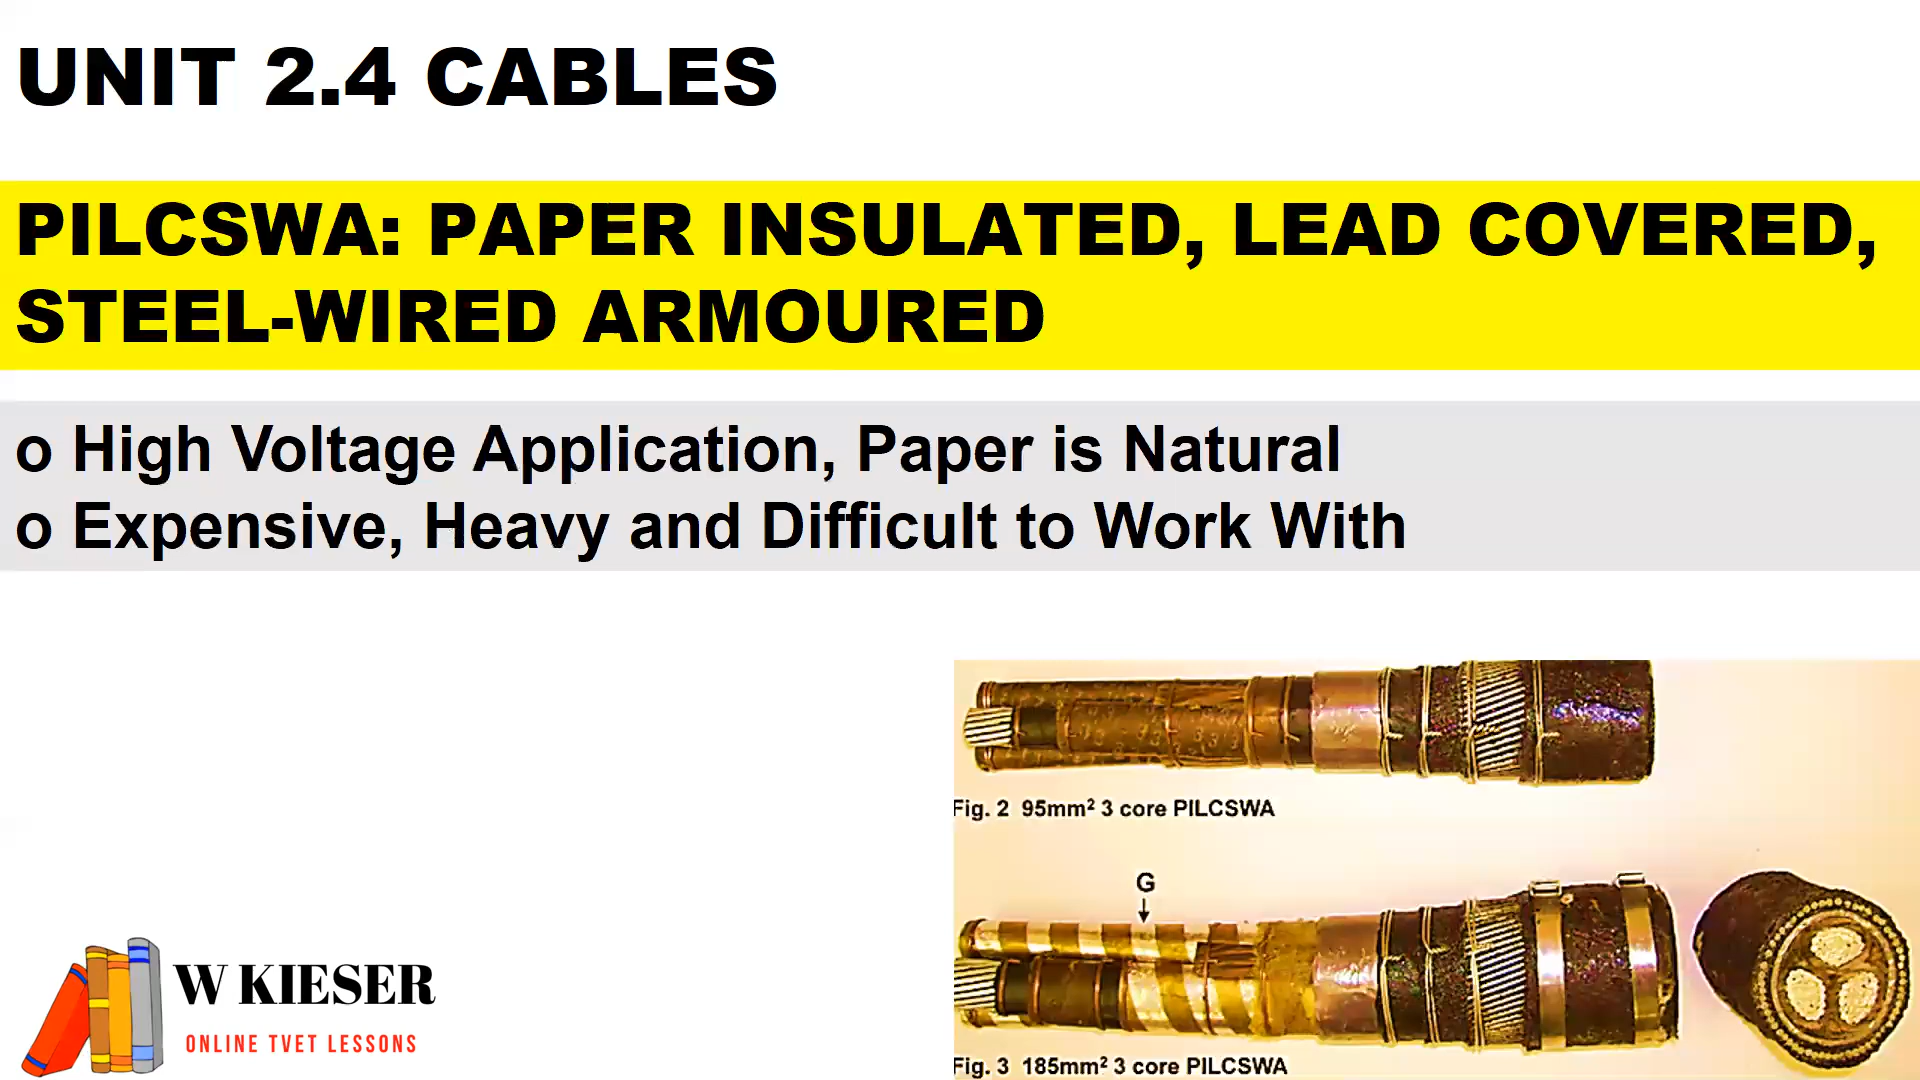 UNIT 2.4 CABLES
PILCSWA: PAPER INSULATED, LEAD COVERED,
STEEL-WIRED ARMOURED
o High Voltage Application, Paper is Natural
o Expensive, Heavy and Difficult to Work With
Fig. 2 95mm² 3 core PILCSWA
G
Fig. 3 185mm² 3 core PILCSWA
W KIESER
ONLINE TVET LESSONS